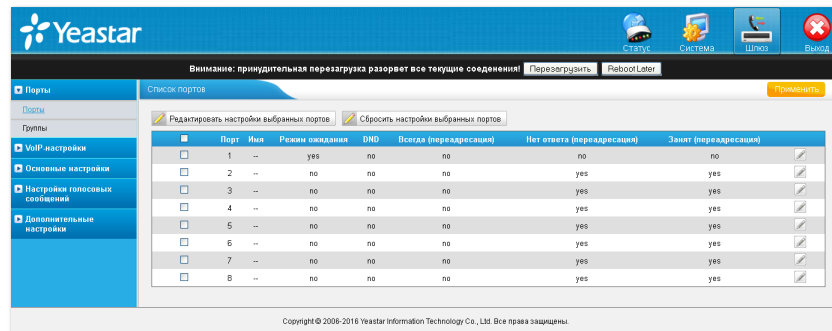 Yeastar
Статус Система Шлюз Выход
Внимание: принудительная перезагрузка разорвет все текущие соеденения! Перезагрузить Reboot Later
Порты
Список портов
Применить
Порты
Группы
VoIP-настройки
Основные настройки
Настройки голосовых
сообщений
Дополнительные
настройки
Редактировать настройки выбранных портов Сбросить настройки выбранных портов
Порт Имя Режим ожидания DND Всегда (переадресация) Нет ответа (переадресация) Занят (переадресация)
1 -- yes no no no no
2 -- no no no yes yes
3 -- no no no yes yes
4 -- no no no yes yes
5 -- no no no yes yes
6 -- no no no yes yes
7 -- no no no yes yes
8 -- no no no yes yes
Copyright © 2006-2016 Yeastar Information Technology Co., Ltd. Все права защищены.